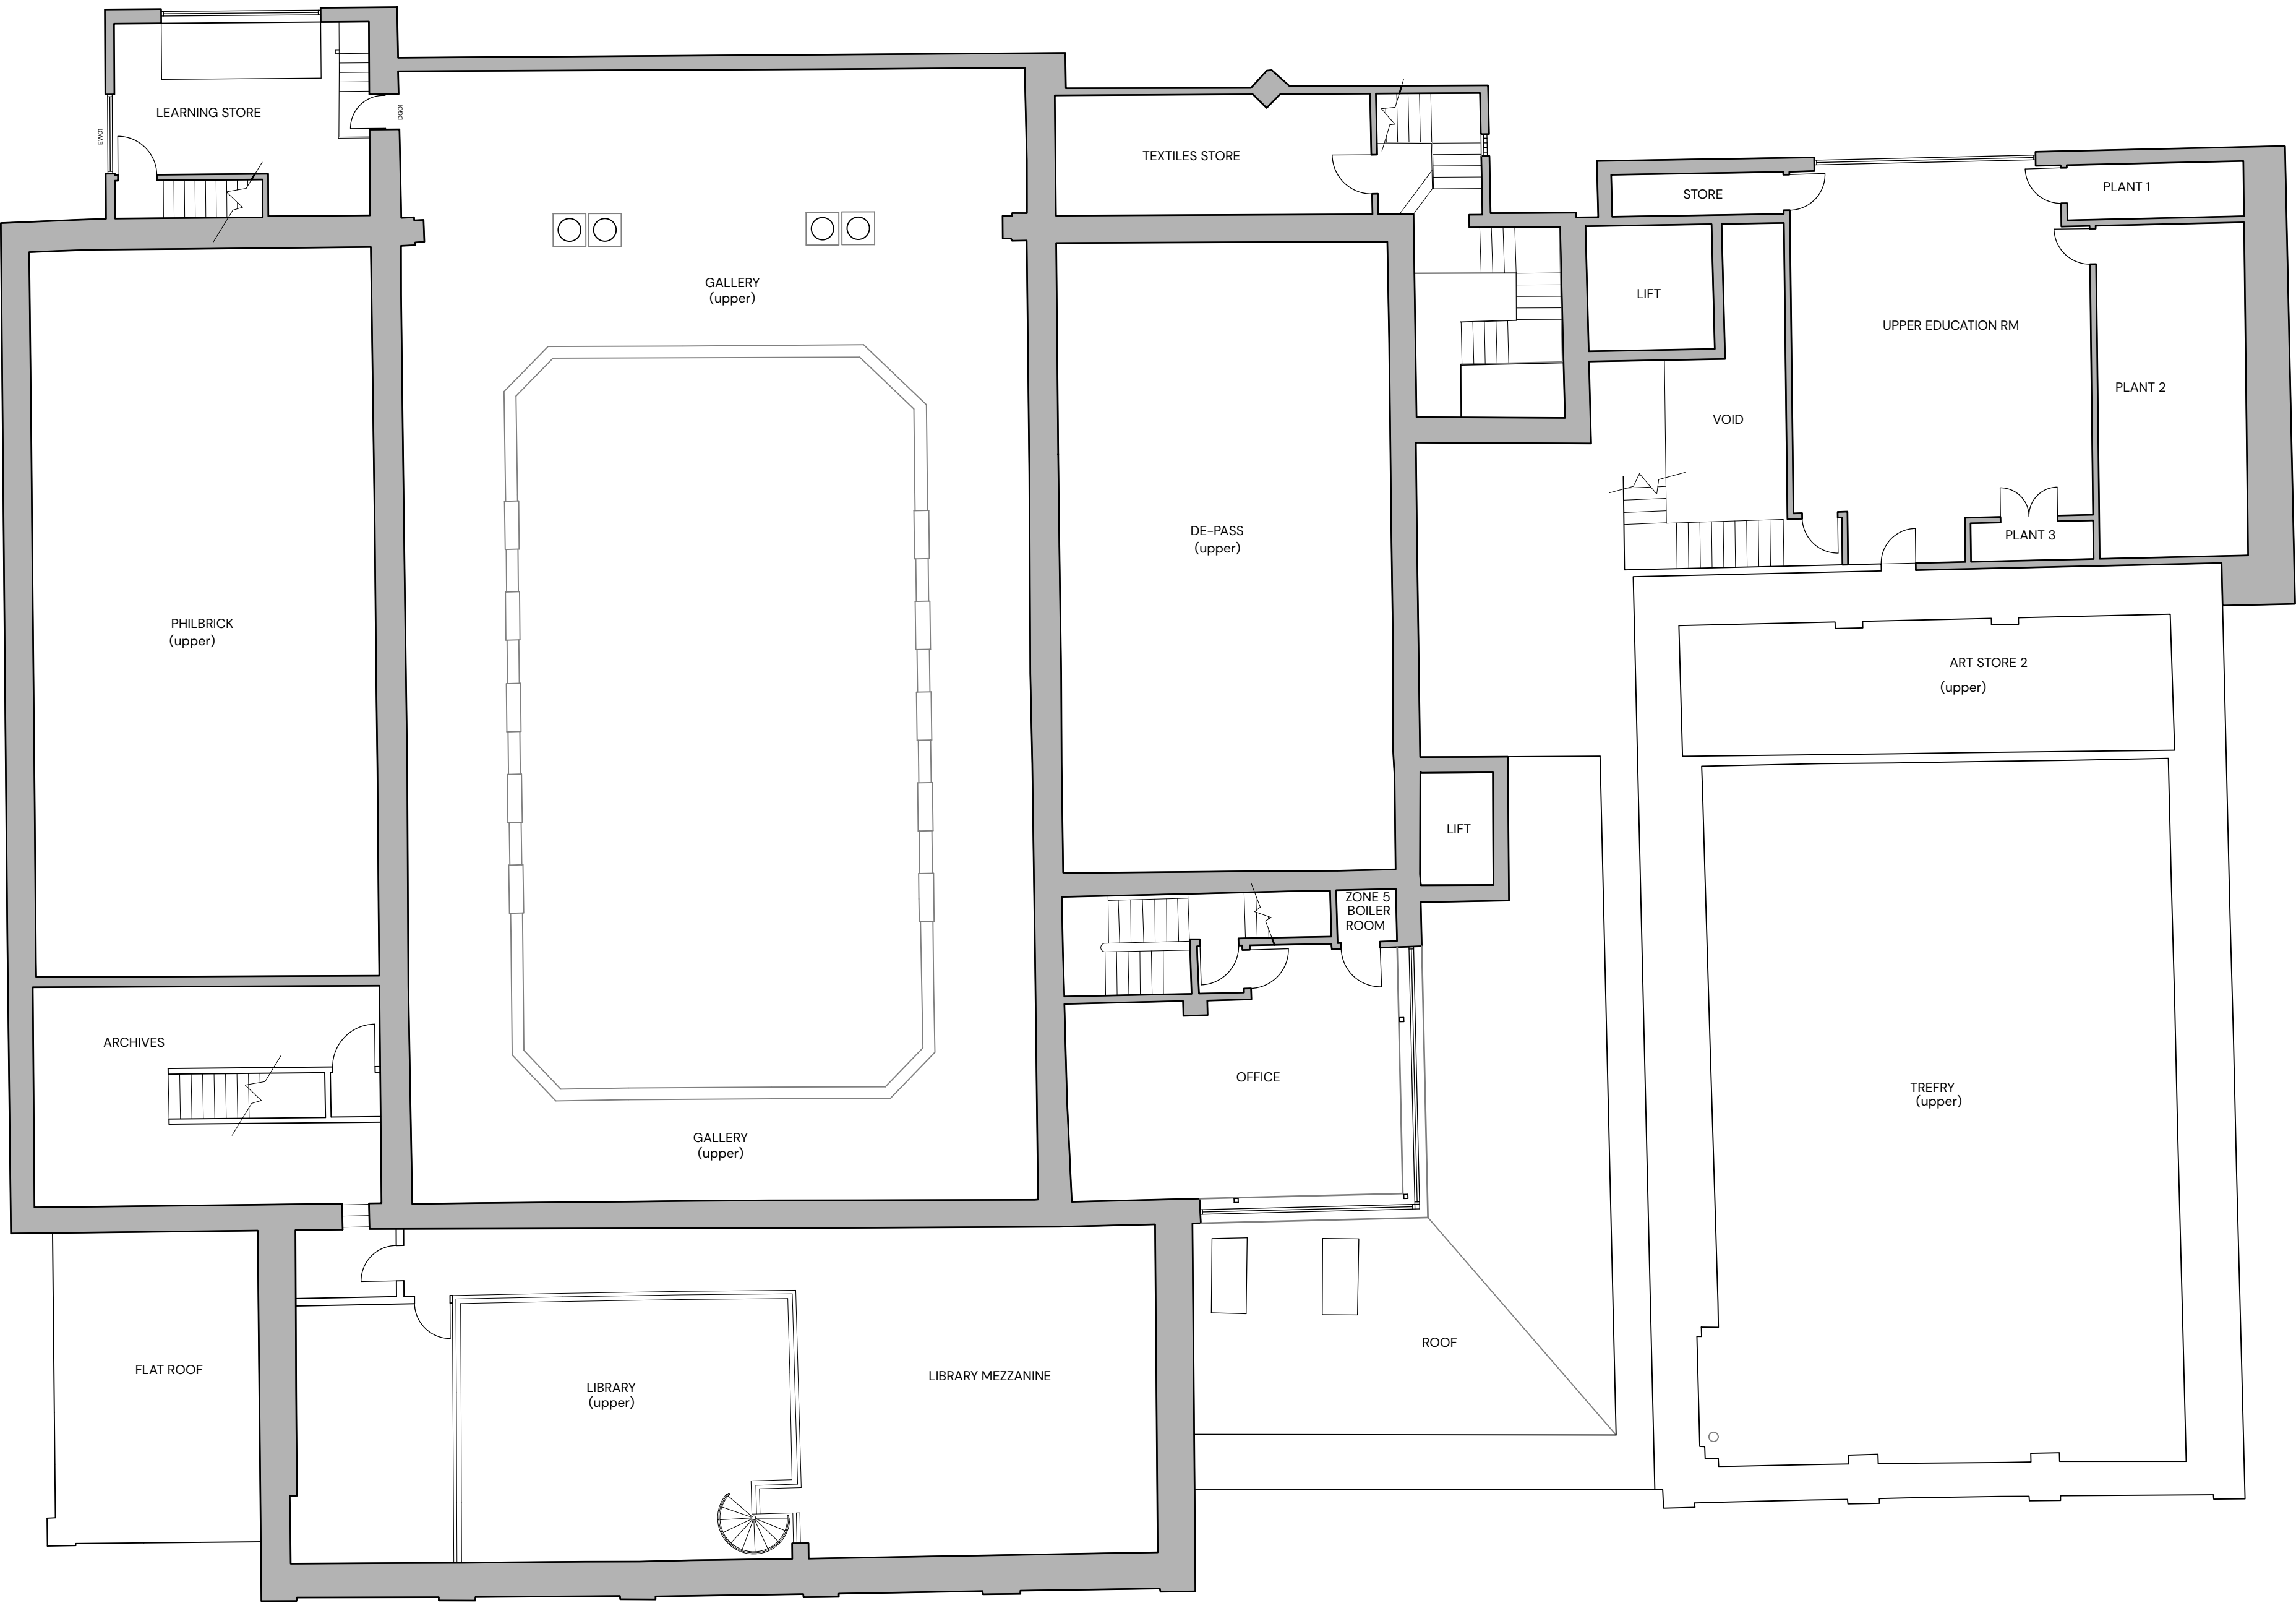 LEARNING STORE
EW01
DG01
TEXTILES STORE
STORE
PLANT 1
GALLERY
(upper)
LIFT
UPPER EDUCATION RM
PLANT 2
VOID
DE-PASS
(upper)
PLANT 3
PHILBRICK
(upper)
ART STORE 2
(upper)
LIFT
ZONE 5
BOILER
ROOM
ARCHIVES
OFFICE
TREFRY
(upper)
GALLERY
(upper)
ROOF
FLAT ROOF
LIBRARY
(upper)
LIBRARY MEZZANINE